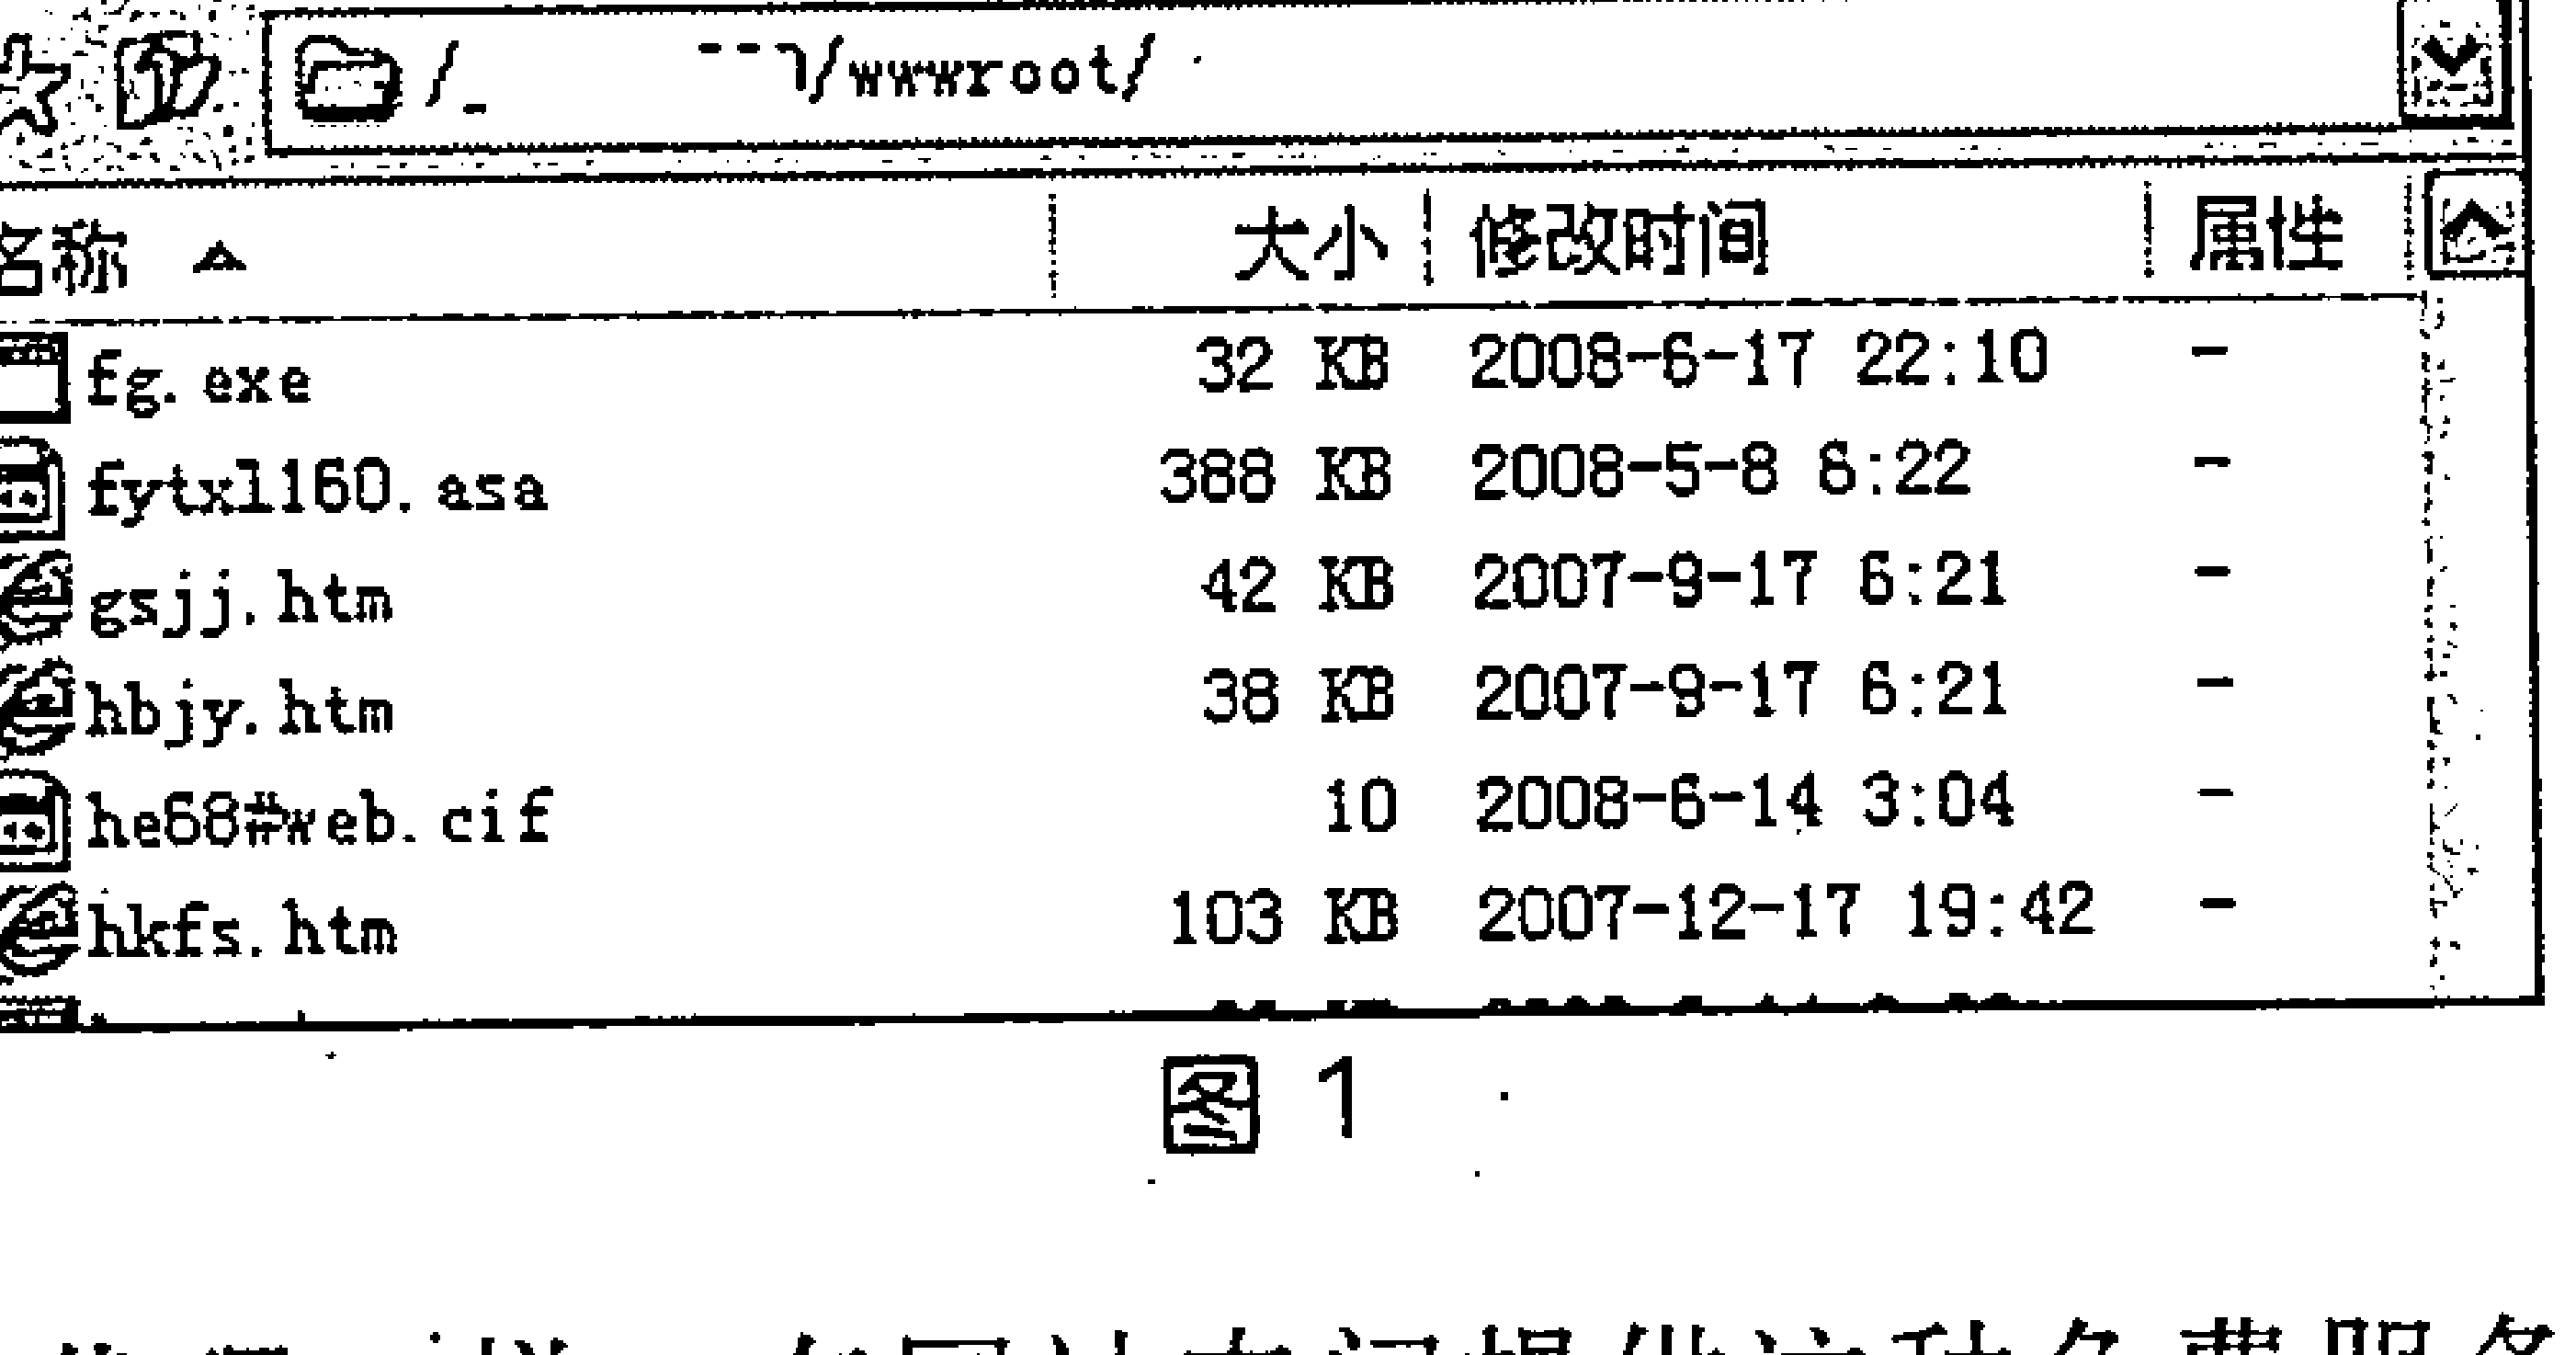 /wwwroot/
名称 大小 修改时间 属性
fg.exe 32 KB 2008-6-17 22:10 -
fytxl160.asa 388 KB 2008-5-8 6:22 -
gsjj.htm 42 KB 2007-9-17 6:21 -
hbjy.htm 38 KB 2007-9-17 6:21 -
he68#web.cif 10 2008-6-14 3:04 -
hkfs.htm 103 KB 2007-12-17 19:42 -
图 1